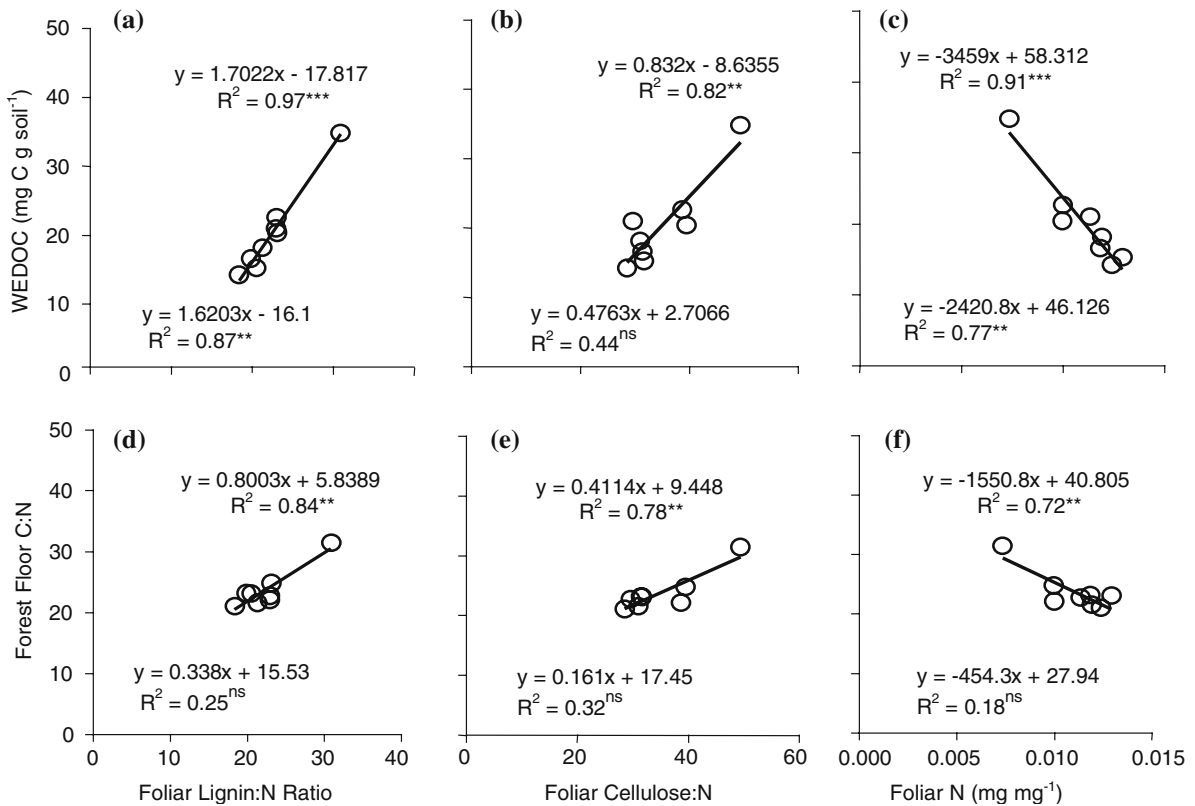 (a)
(b)
(c)
50
40
30
20
10
0
WEDOC (mg C g soil⁻¹)
y = 1.7022x - 17.817
R² = 0.97***
y = 1.6203x - 16.1
R² = 0.87**
y = 0.832x - 8.6355
R² = 0.82**
y = 0.4763x + 2.7066
R² = 0.44ⁿˢ
y = -3459x + 58.312
R² = 0.91***
y = -2420.8x + 46.126
R² = 0.77**
(d)
(e)
(f)
50
40
30
20
10
0
Forest Floor C:N
y = 0.8003x + 5.8389
R² = 0.84**
y = 0.338x + 15.53
R² = 0.25ⁿˢ
y = 0.4114x + 9.448
R² = 0.78**
y = 0.161x + 17.45
R² = 0.32ⁿˢ
y = -1550.8x + 40.805
R² = 0.72**
y = -454.3x + 27.94
R² = 0.18ⁿˢ
0 10 20 30 40
0 20 40 60
0.000 0.005 0.010 0.015
Foliar Lignin:N Ratio
Foliar Cellulose:N
Foliar N (mg mg⁻¹)